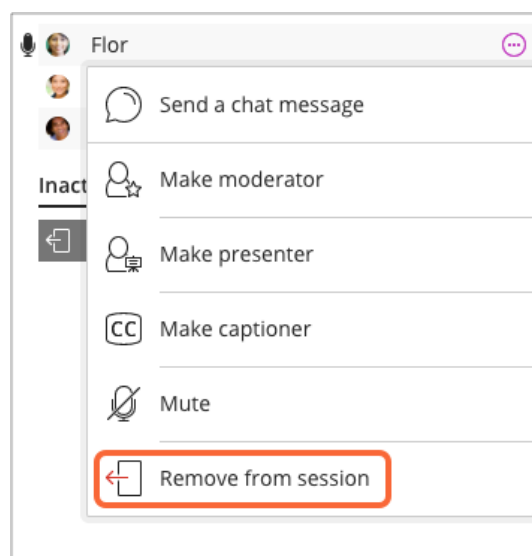 Flor
Send a chat message
Make moderator
Inact
Make presenter
CC Make captioner
Mute
Remove from session